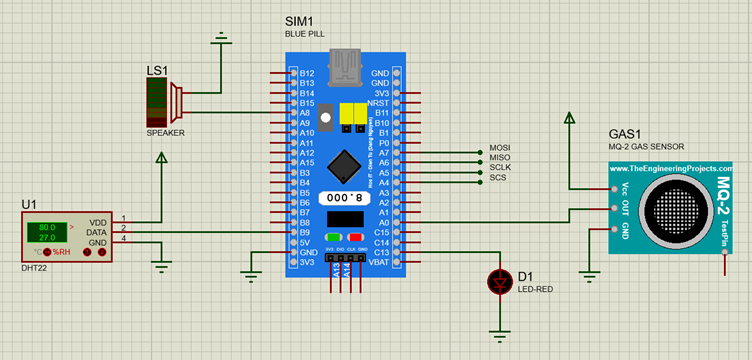 SIM1
BLUE PILL
LS1
SPEAKER
U1
80.0
>
27.0
°C
%RH
VDD 1
DATA 2
GND 4
DHT22
B12
B13
B14
B15
A8
A9
A10
A11
A12
A15
B3
B4
B5
B6
B7
B8
B9
5V
GND
3V3
GND
GND
3V3
NRST
B11
B10
B1
P0
A7
A6
A5
A4
A3
A2
A1
A0
C15
C14
C13
VBAT
8.000
3V3 DIO CLK GND
A13
A14
MOSI
MISO
SCLK
SCS
D1
LED-RED
GAS1
MQ-2 GAS SENSOR
www.TheEngineeringProjects.com
Vcc
OUT
GND
MQ-2
TestPin